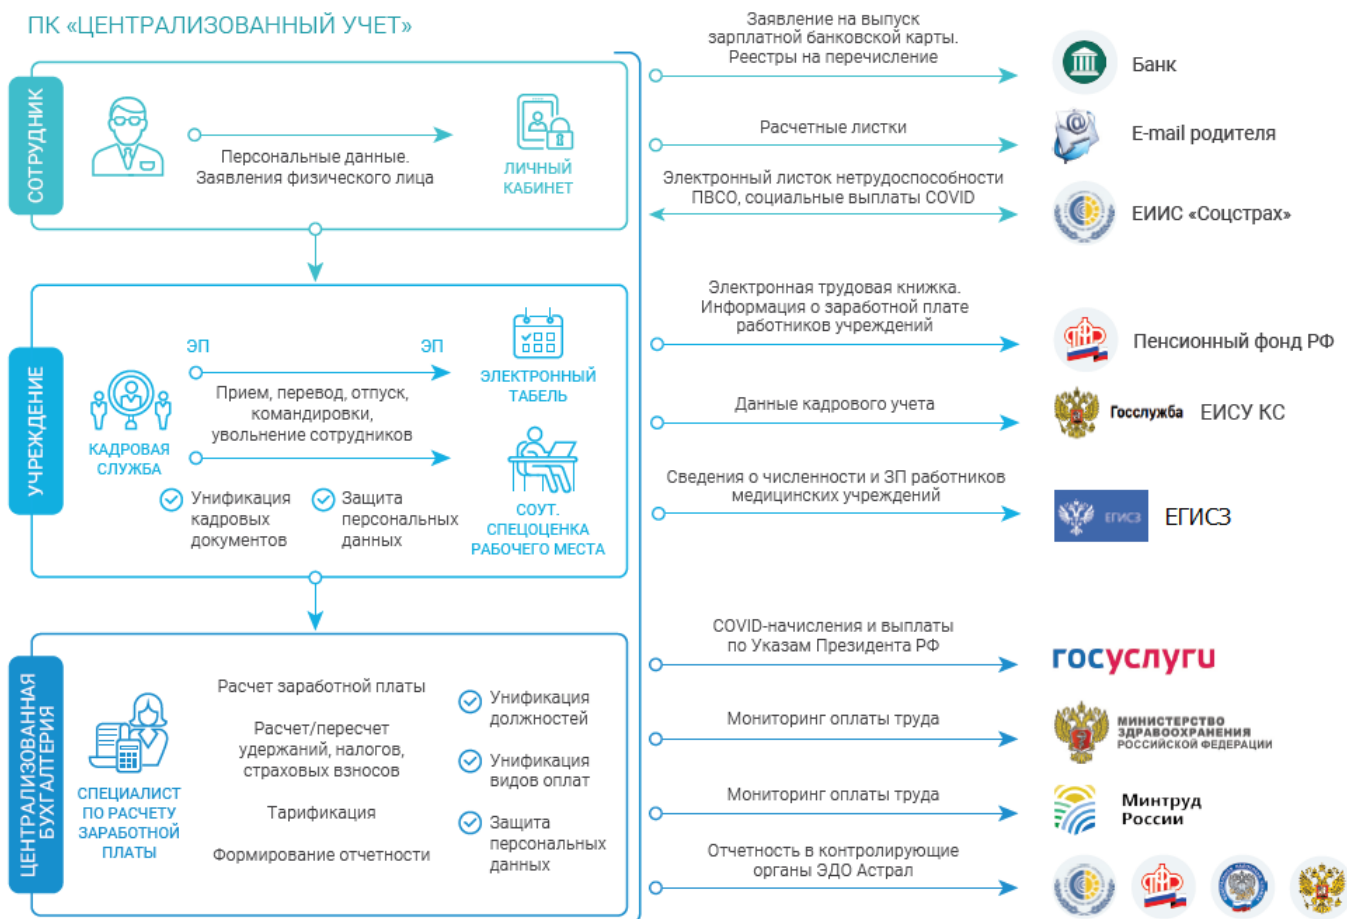 ПК «ЦЕНТРАЛИЗОВАННЫЙ УЧЕТ»
СОТРУДНИК
Персональные данные.
Заявления физического лица
ЛИЧНЫЙ
КАБИНЕТ
УЧРЕЖДЕНИЕ
КАДРОВАЯ
СЛУЖБА
ЭП
ЭП
Прием, перевод, отпуск,
командировки,
увольнение сотрудников
Унификация
кадровых
документов
Защита
персональных
данных
ЭЛЕКТРОННЫЙ
ТАБЕЛЬ
СОУТ.
СПЕЦОЦЕНКА
РАБОЧЕГО МЕСТА
ЦЕНТРАЛИЗОВАННАЯ
БУХГАЛТЕРИЯ
СПЕЦИАЛИСТ
ПО РАСЧЕТУ
ЗАРАБОТНОЙ
ПЛАТЫ
Расчет заработной платы
Расчет/пересчет
удержаний, налогов,
страховых взносов
Тарификация
Формирование отчетности
Унификация
должностей
Унификация
видов оплат
Защита
персональных
данных
Заявление на выпуск
зарплатной банковской карты.
Реестры на перечисление
Банк
Расчетные листки
E-mail родителя
Электронный листок нетрудоспособности
ПВСО, социальные выплаты COVID
ЕИИС «Соцстрах»
Электронная трудовая книжка.
Информация о заработной плате
работников учреждений
Пенсионный фонд РФ
Данные кадрового учета
Госслужба ЕИСУ КС
Сведения о численности и ЗП работников
медицинских учреждений
ЕГИСЗ ЕГИСЗ
COVID-начисления и выплаты
по Указам Президента РФ
госуслуги
Мониторинг оплаты труда
МИНИСТЕРСТВО
ЗДРАВООХРАНЕНИЯ
РОССИЙСКОЙ ФЕДЕРАЦИИ
Мониторинг оплаты труда
Минтруд
России
Отчетность в контролирующие
органы ЭДО Астрал